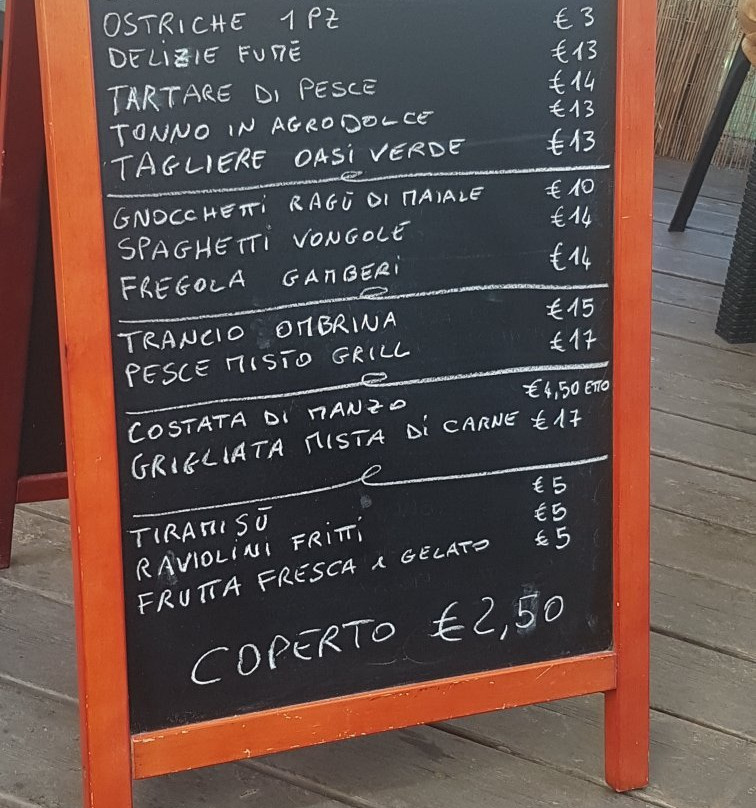 OSTRICHE 1 PZ €3
DELIZIE FUMÈ €13
TARTARE DI PESCE €14
TONNO IN AGRODOLCE €13
TAGLIERE OASI VERDE €13
GNOCCHETTI RAGÙ DI MAIALE €10
SPAGHETTI VONGOLE €14
FREGOLA GAMBERI €14
TRANCIO OMBRINA €15
PESCE MISTO GRILL €17
COSTATA DI MANZO €4,50 ETTO
GRIGLIATA MISTA DI CARNE €17
TIRAMISÙ €5
RAVIOLINI FRITTI €5
FRUTTA FRESCA e GELATO €5
COPERTO €2,50